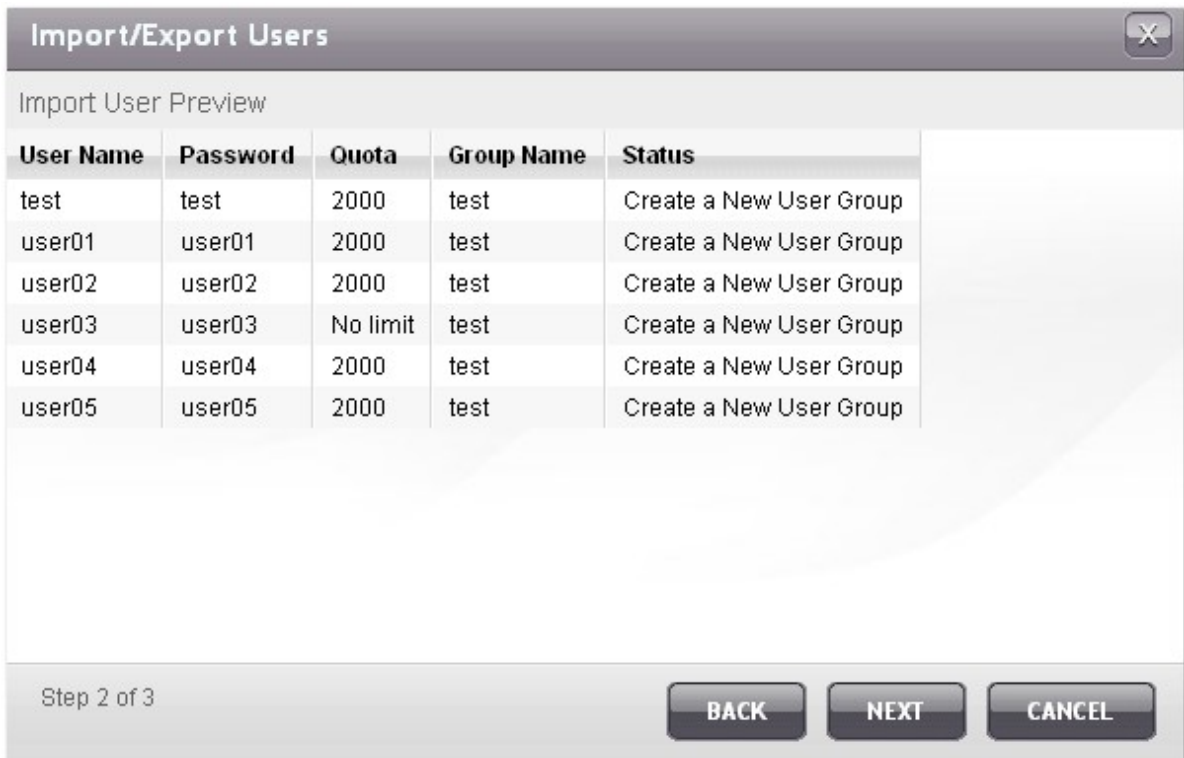 Import/Export Users
X
Import User Preview
User Name Password Quota Group Name Status
test test 2000 test Create a New User Group
user01 user01 2000 test Create a New User Group
user02 user02 2000 test Create a New User Group
user03 user03 No limit test Create a New User Group
user04 user04 2000 test Create a New User Group
user05 user05 2000 test Create a New User Group
Step 2 of 3
BACK NEXT CANCEL